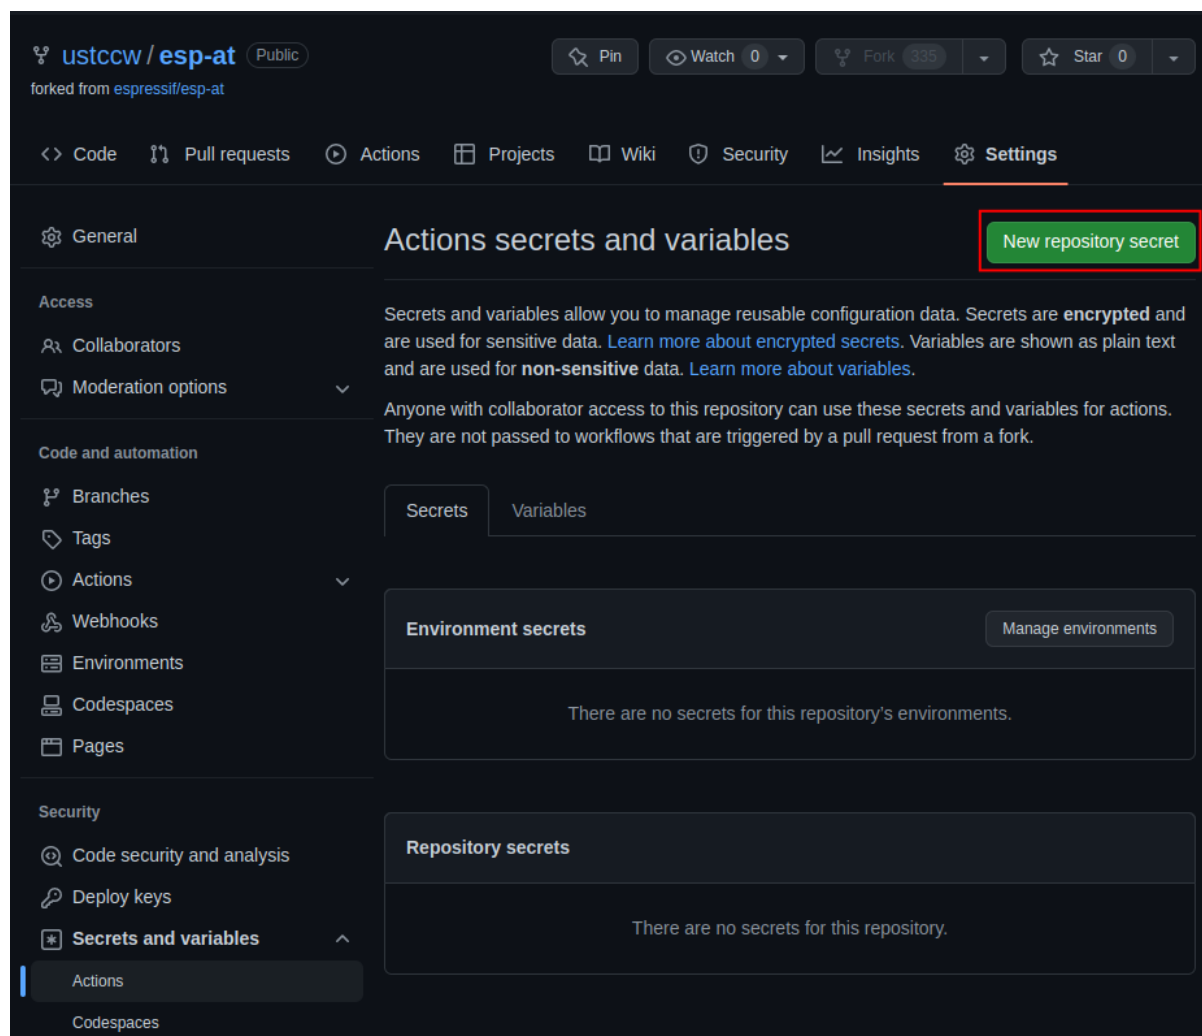 ustccw / esp-at Public
Pin
Watch 0
Fork 335
Star 0
forked from espressif/esp-at
Code
Pull requests
Actions
Projects
Wiki
Security
Insights
Settings
General
Access
Collaborators
Moderation options
Code and automation
Branches
Tags
Actions
Webhooks
Environments
Codespaces
Pages
Security
Code security and analysis
Deploy keys
Secrets and variables
Actions
Codespaces
Actions secrets and variables
New repository secret
Secrets and variables allow you to manage reusable configuration data. Secrets are encrypted and
are used for sensitive data. Learn more about encrypted secrets. Variables are shown as plain text
and are used for non-sensitive data. Learn more about variables.
Anyone with collaborator access to this repository can use these secrets and variables for actions.
They are not passed to workflows that are triggered by a pull request from a fork.
Secrets
Variables
Environment secrets
Manage environments
There are no secrets for this repository’s environments.
Repository secrets
There are no secrets for this repository.